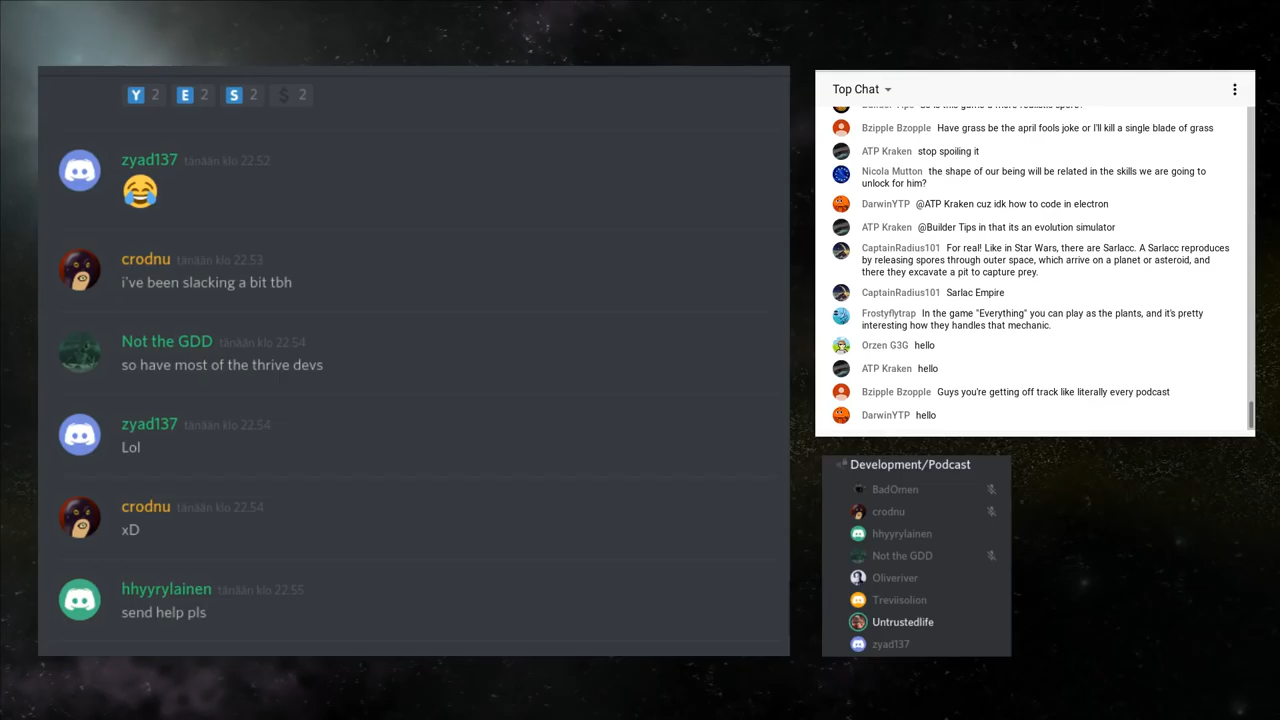 Y 2 E 2 S 2 $ 2
zyad137 tänään klo 22.52
crodnu tänään klo 22.53
i've been slacking a bit tbh
Not the GDD tänään klo 22.54
so have most of the thrive devs
zyad137 tänään klo 22.54
Lol
crodnu tänään klo 22.54
xD
hhyyrylainen tänään klo 22.55
send help pls
Top Chat
Bzipple Bzopple Have grass be the april fools joke or I'll kill a single blade of grass
ATP Kraken stop spoiling it
Nicola Mutton the shape of our being will be related in the skills we are going to
unlock for him?
DarwinYTP @ATP Kraken cuz idk how to code in electron
ATP Kraken @Builder Tips in that its an evolution simulator
CaptainRadius101 For real! Like in Star Wars, there are Sarlacc. A Sarlacc reproduces
by releasing spores through outer space, which arrive on a planet or asteroid, and
there they excavate a pit to capture prey.
CaptainRadius101 Sarlac Empire
Frostyflytrap In the game "Everything" you can play as the plants, and it's pretty
interesting how they handles that mechanic.
Orzen G3G hello
ATP Kraken hello
Bzipple Bzopple Guys you're getting off track like literally every podcast
DarwinYTP hello
Development/Podcast
BadOmen
crodnu
hhyyrylainen
Not the GDD
Oliveriver
Treviisolion
Untrustedlife
zyad137